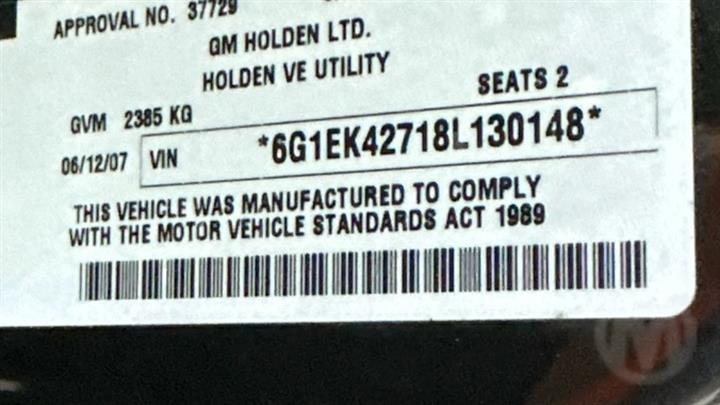 APPROVAL NO. 37729
GM HOLDEN LTD.
HOLDEN VE UTILITY
SEATS 2
GVM 2385 KG
06/12/07 VIN *6G1EK42718L130148*
THIS VEHICLE WAS MANUFACTURED TO COMPLY
WITH THE MOTOR VEHICLE STANDARDS ACT 1989
M